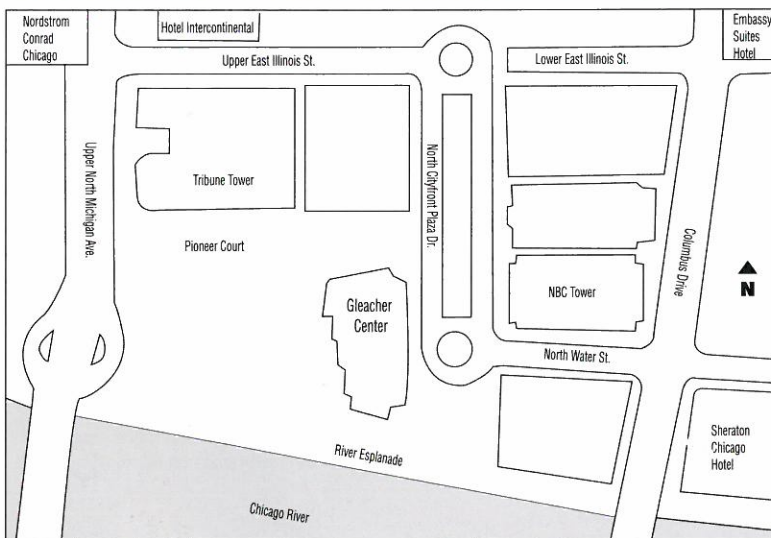 Nordstrom
Conrad
Chicago
Hotel Intercontinental
Embassy
Suites
Hotel
Upper East Illinois St.
Lower East Illinois St.
Upper North Michigan Ave.
Tribune Tower
North Cityfront Plaza Dr.
Columbus Drive
Pioneer Court
Gleacher
Center
NBC Tower
N
North Water St.
River Esplanade
Sheraton
Chicago
Hotel
Chicago River